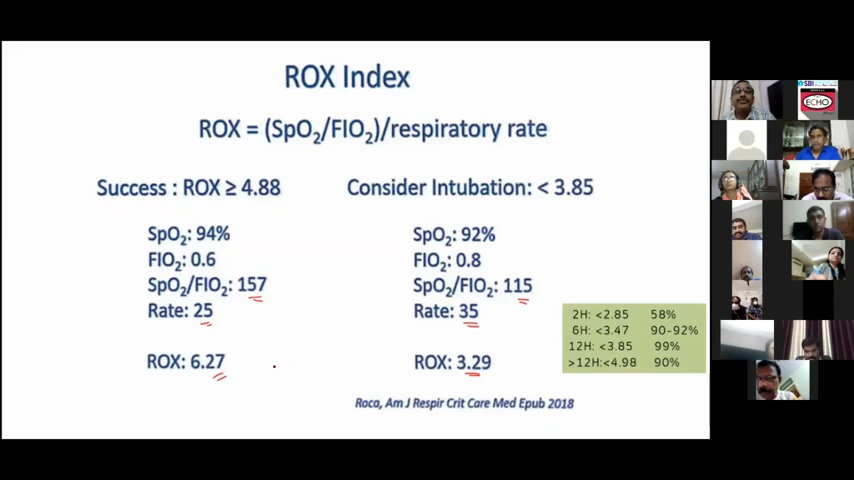 ROX Index
ROX = (SpO₂/FIO₂)/respiratory rate
Success : ROX ≥ 4.88
SpO₂: 94%
FIO₂: 0.6
SpO₂/FIO₂: 157
Rate: 25
ROX: 6.27
Consider Intubation: < 3.85
SpO₂: 92%
FIO₂: 0.8
SpO₂/FIO₂: 115
Rate: 35
ROX: 3.29
2H: <2.85 58%
6H: <3.47 90-92%
12H: <3.85 99%
>12H:<4.98 90%
Roca, Am J Respir Crit Care Med Epub 2018
SBI
ECHO